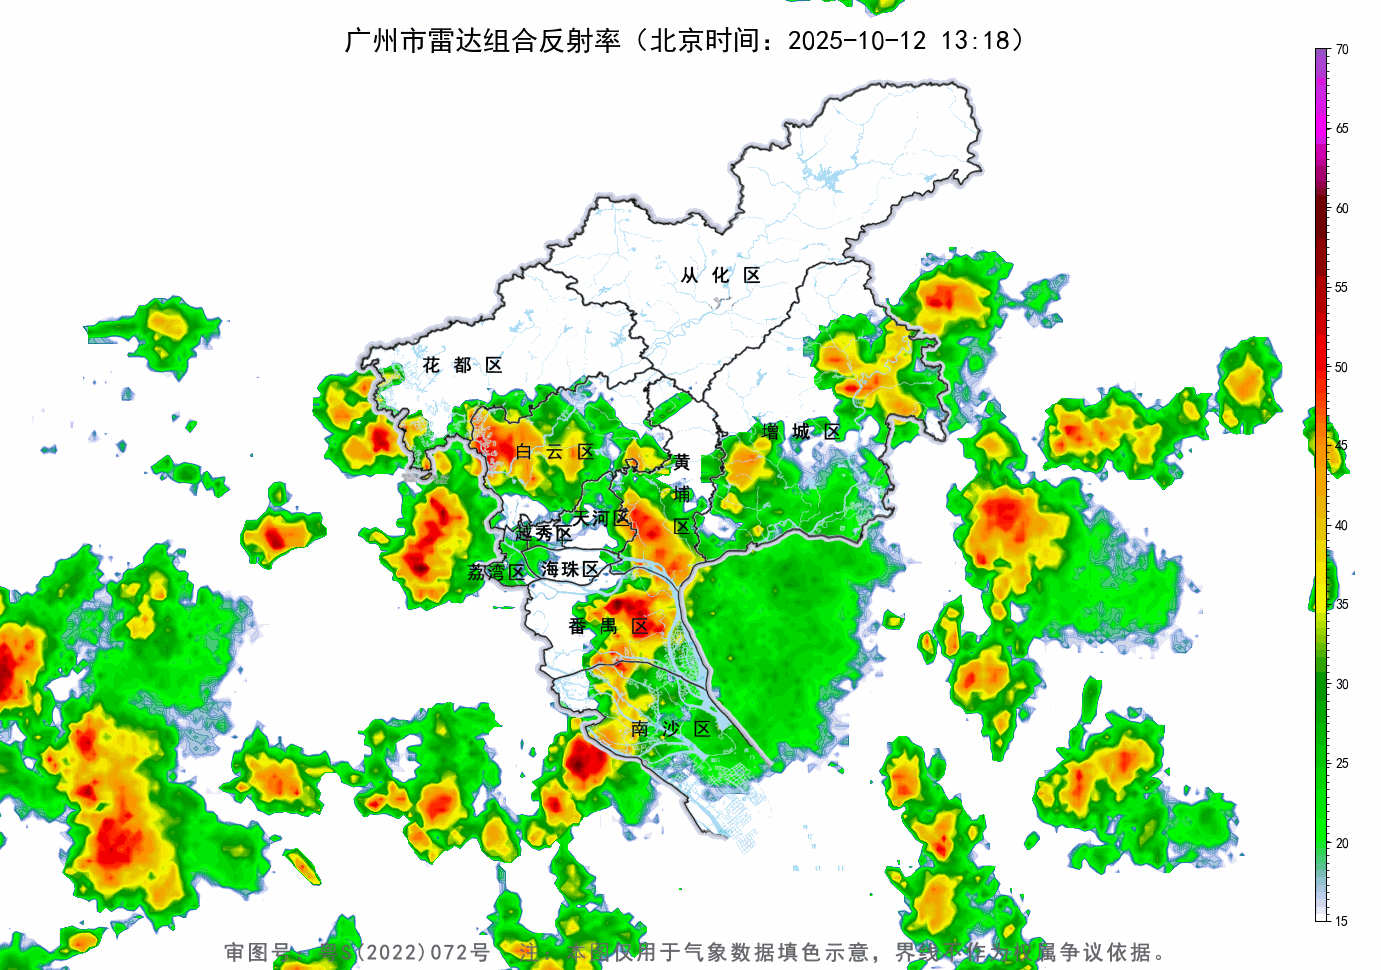 广州市雷达组合反射率（北京时间：2025-10-12 13:18）
70
65
60
55
50
45
40
35
30
25
20
15
从化区
花都区
增城区
白云区
黄埔区
天河区
越秀区
荔湾区
海珠区
番禺区
南沙区
审图号：粤S(2022)072号 注：本图仅用于气象数据填色示意，界线不作为权属争议依据。